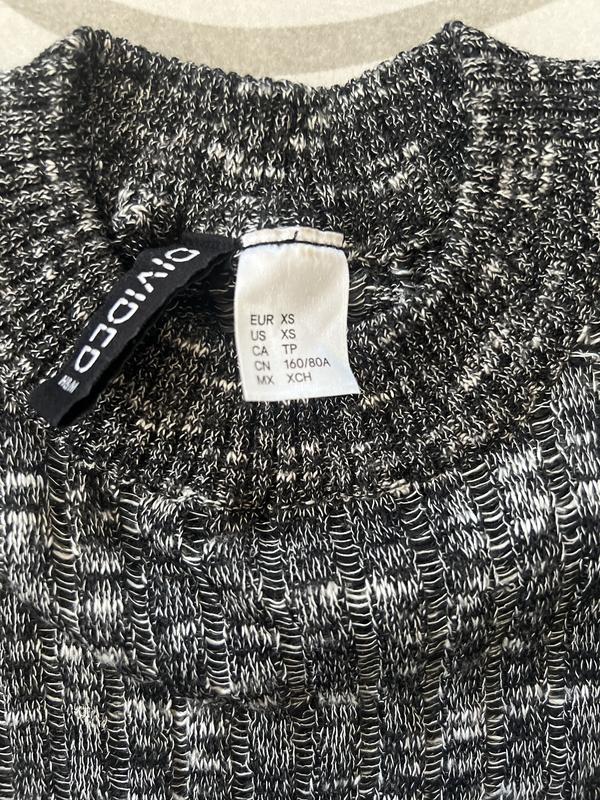 DIVIDED
H&M
EUR XS
US XS
CA TP
CN 160/80A
MX XCH